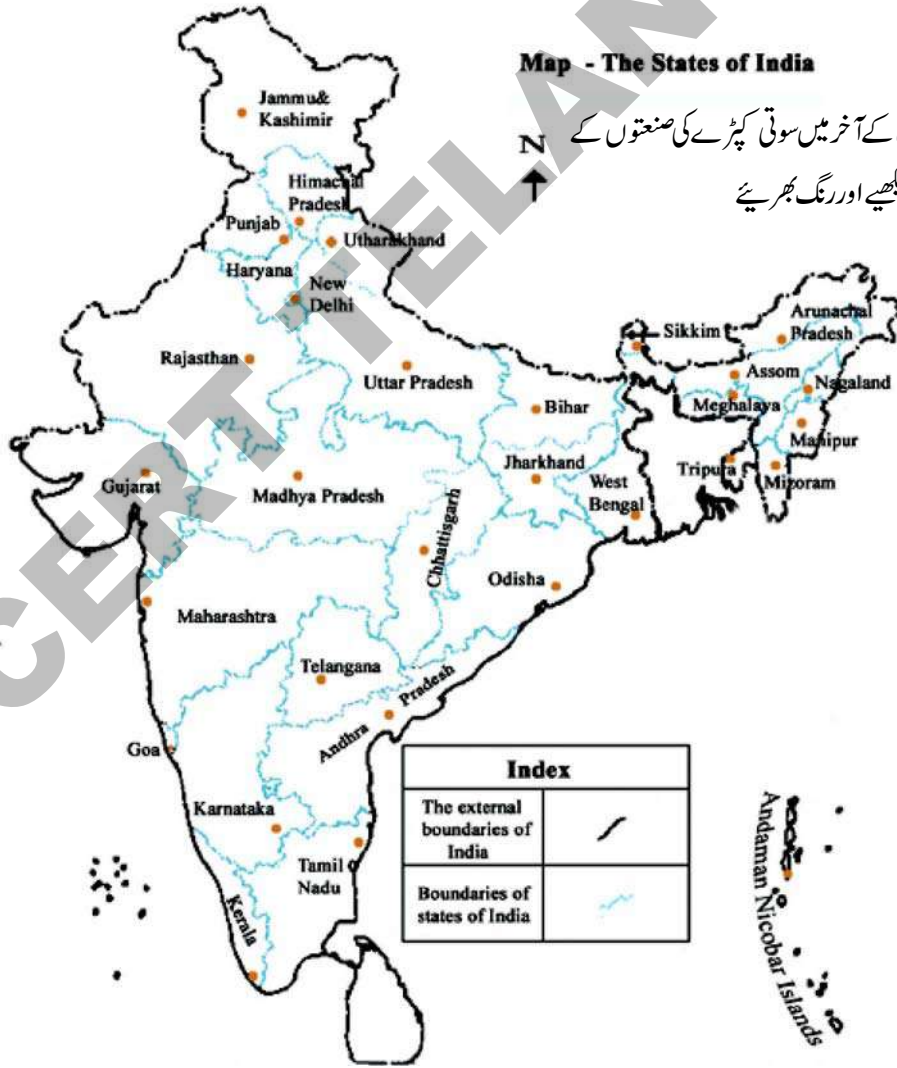 Map - The States of India
کے آخر میں سوتی کپڑے کی صنعتوں کے
اور رنگ بھریئے
N
Jammu&
Kashimir
Himachal
Pradesh
Punjab
Utharakhand
Haryana
New
Delhi
Rajasthan
Uttar Pradesh
Sikkim
Arunachal
Pradesh
Assom
Nagaland
Meghalaya
Manipur
Bihar
Tripura
Mizoram
Jharkhand
West
Bengal
Gujarat
Madhya Pradesh
Chhattisgarh
Odisha
Maharashtra
Telangana
Andhra Pradesh
Goa
Karnataka
Tamil
Nadu
Kerala
Index
The external
boundaries of
India
Boundaries of
states of India
Andaman Nicobar Islands
CERT TELAN